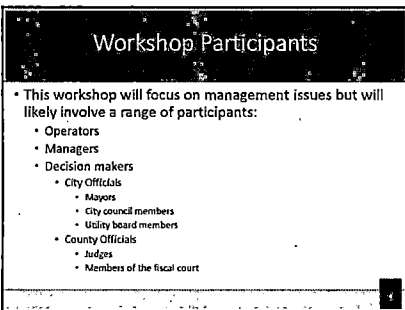 Workshop Participants
• This workshop will focus on management issues but will
likely involve a range of participants:
• Operators
• Managers
• Decision makers
• City Officials
• Mayors
• City council members
• Utility board members
• County Officials
• Judges
• Members of the fiscal court